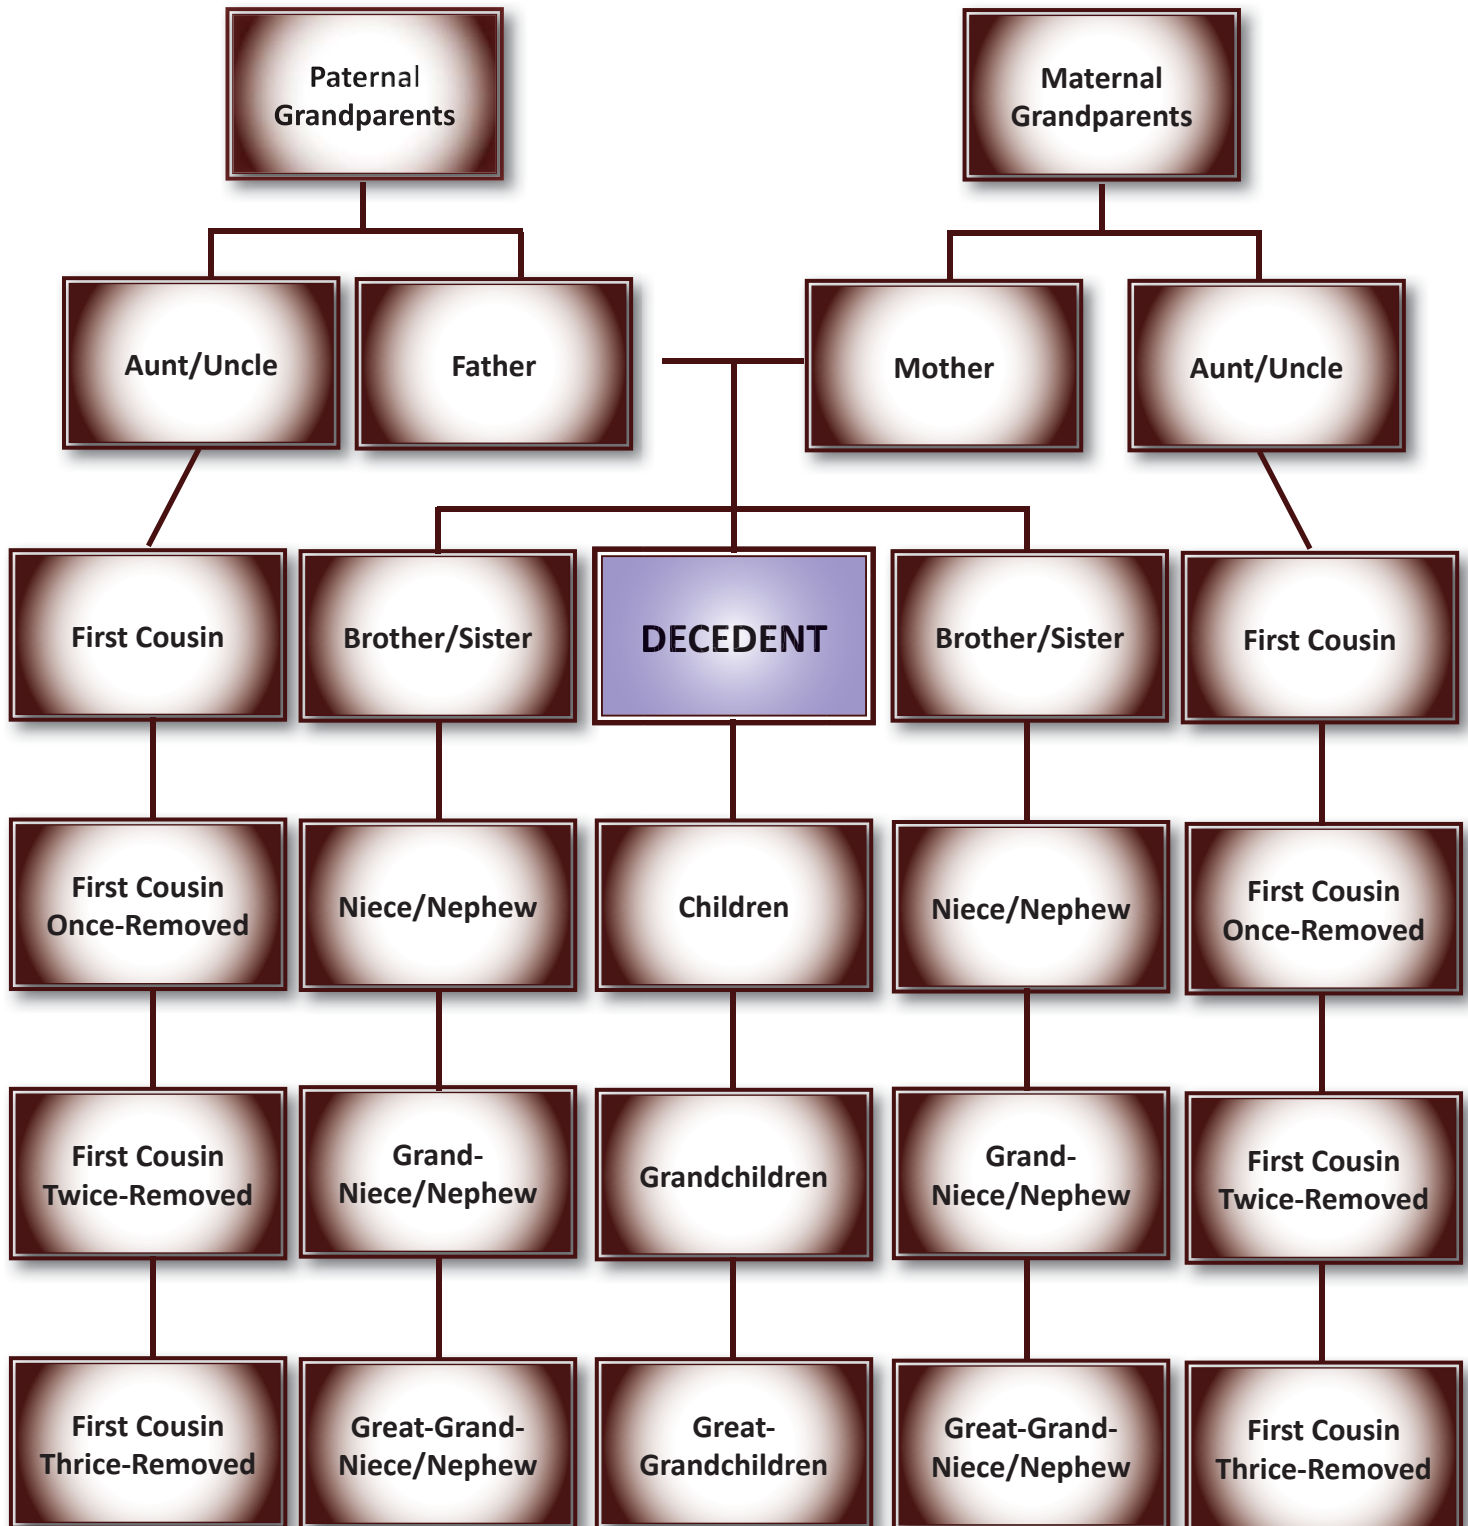 Paternal
Grandparents
Maternal
Grandparents
Aunt/Uncle
Father
Mother
Aunt/Uncle
First Cousin
Brother/Sister
DECEDENT
Brother/Sister
First Cousin
First Cousin
Once-Removed
Niece/Nephew
Children
Niece/Nephew
First Cousin
Once-Removed
First Cousin
Twice-Removed
Grand-
Niece/Nephew
Grandchildren
Grand-
Niece/Nephew
First Cousin
Twice-Removed
First Cousin
Thrice-Removed
Great-Grand-
Niece/Nephew
Great-
Grandchildren
Great-Grand-
Niece/Nephew
First Cousin
Thrice-Removed